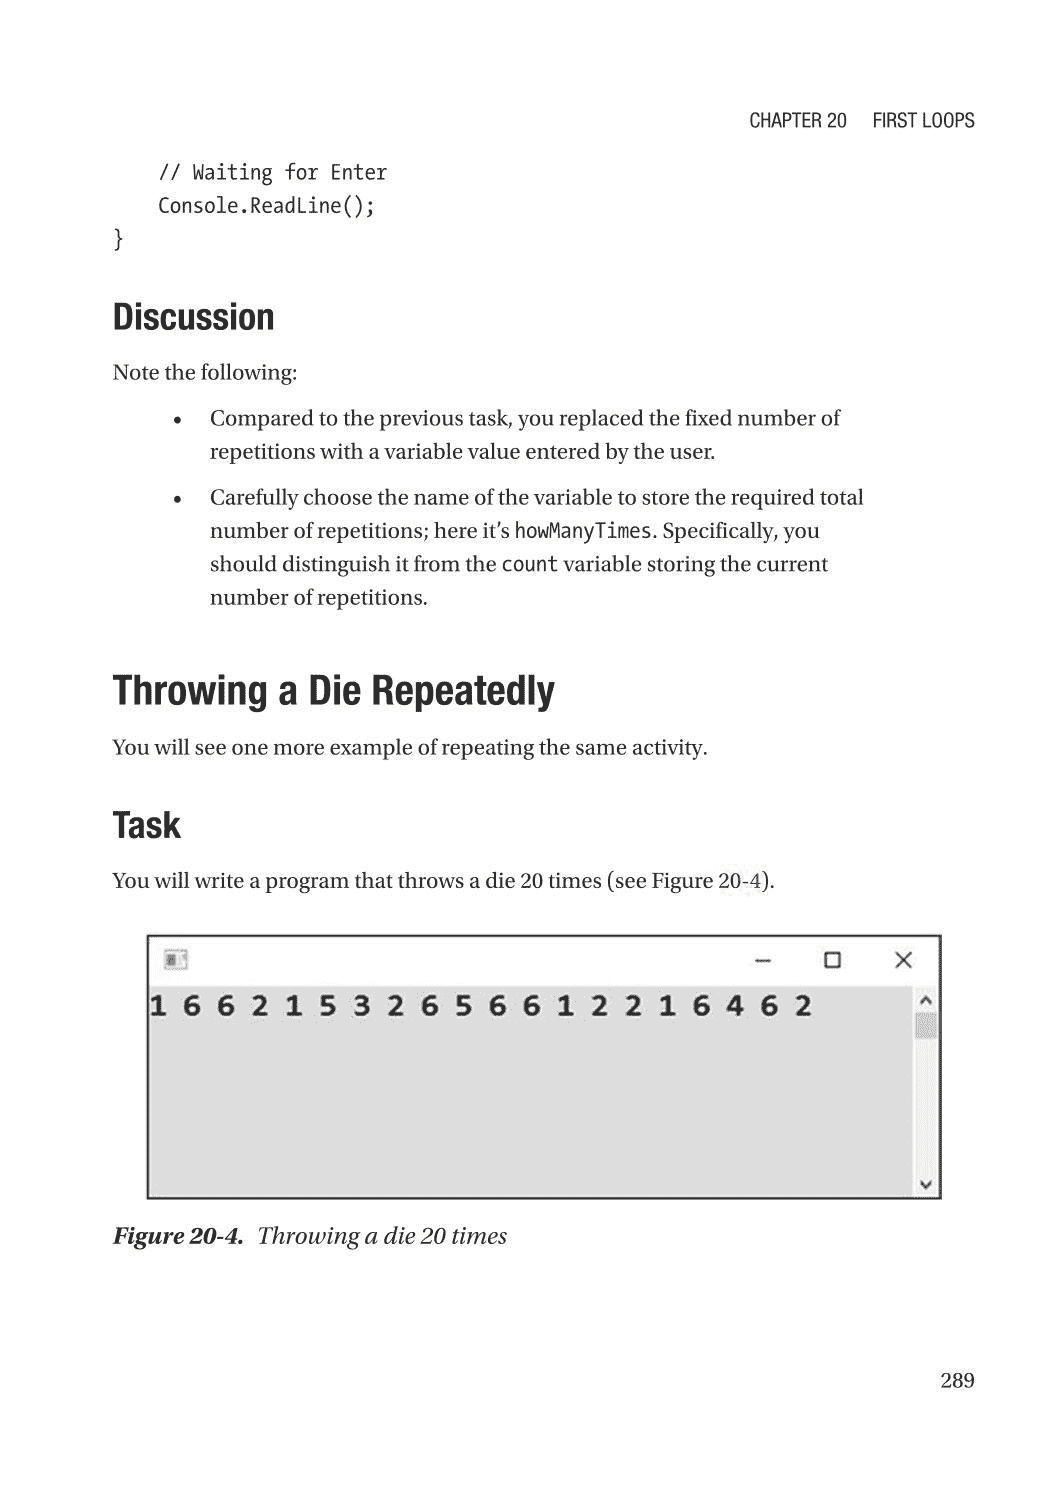 CHAPTER 20 FIRST LOOPS
// Waiting for Enter
Console.ReadLine();
}
Discussion
Note the following:
• Compared to the previous task, you replaced the fixed number of
repetitions with a variable value entered by the user.
• Carefully choose the name of the variable to store the required total
number of repetitions; here it’s howManyTimes. Specifically, you
should distinguish it from the count variable storing the current
number of repetitions.
Throwing a Die Repeatedly
You will see one more example of repeating the same activity.
Task
You will write a program that throws a die 20 times (see Figure 20-4).
1 6 6 2 1 5 3 2 6 5 6 6 1 2 2 1 6 4 6 2
Figure 20-4. Throwing a die 20 times
289